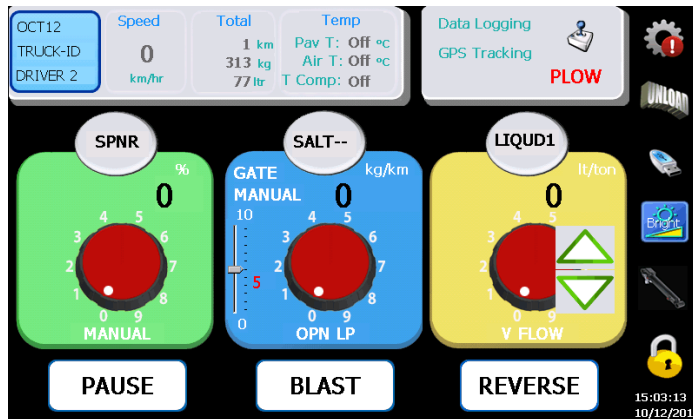 OCT12
TRUCK-ID
DRIVER 2
Speed
0
km/hr
Total
1 km
313 kg
77 ltr
Temp
Pav T: Off ºC
Air T: Off ºC
T Comp: Off
Data Logging
GPS Tracking
PLOW
UNLOAD
SPNR
%
0
4 5
3 6
2 7
1 8
0 9
MANUAL
SALT--
GATE
kg/km
MANUAL
0
10
5
0
4 5
3 6
2 7
1 8
0 9
OPN LP
LIQUD1
lt/ton
0
4 5
3
2
1
0 9
V FLOW
Bright
PAUSE
BLAST
REVERSE
15:03:13
10/12/201